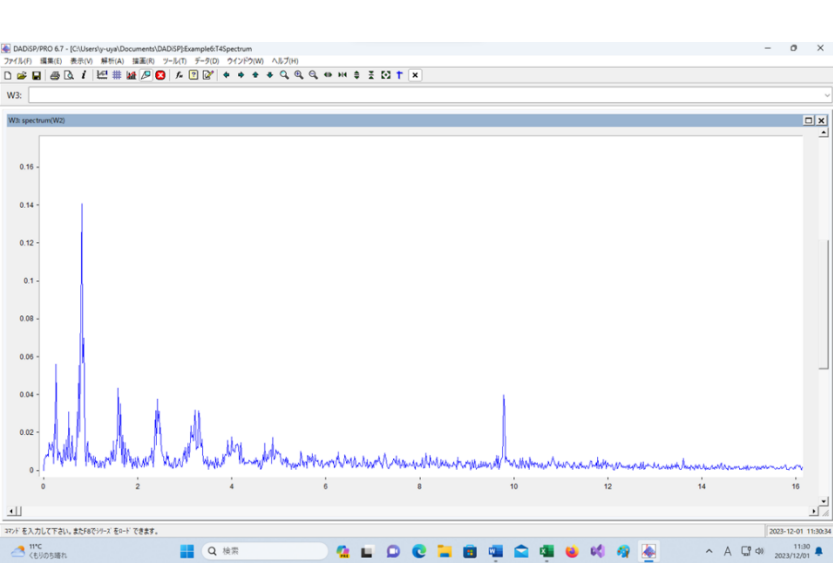 DADiSP/PRO 6.7 - [C:\Users\y-uya\Documents\DADiSP]:Example6:T4Spectrum
ファイル(F) 編集(E) 表示(V) 解析(A) 描画(R) ツール(T) データ(D) ウインドウ(W) ヘルプ(H)
W3:
W3: spectrum(W2)
0.16
0.14
0.12
0.1
0.08
0.06
0.04
0.02
0
0 2 4 6 8 10 12 14 16
コマンド を入力して下さい。またF8でシリーズ をロード できます。
2023-12-01 11:30:34
11°C
くもりのち晴れ
検索
A
11:30
2023/12/01